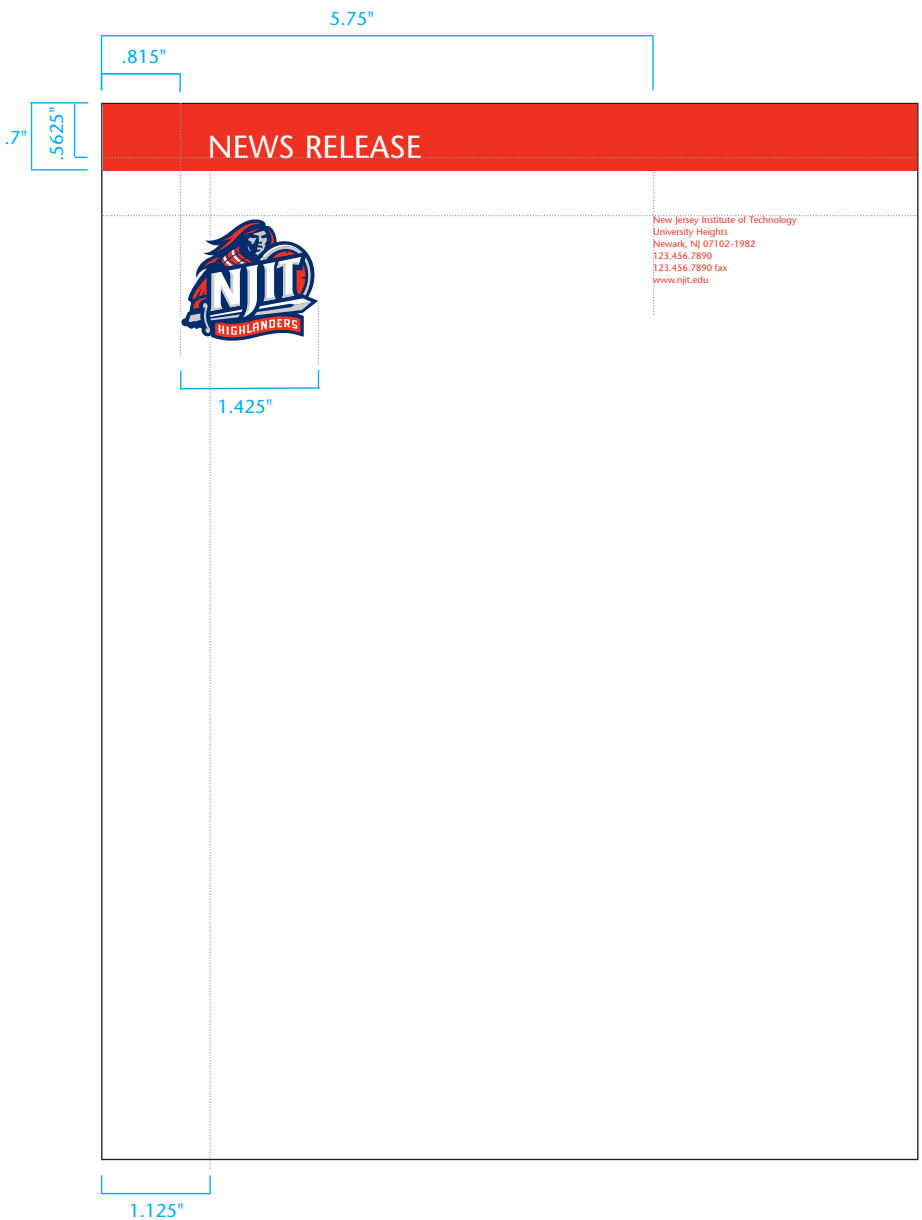 5.75"
.815"
.7"
.5625"
NEWS RELEASE
New Jersey Institute of Technology
University Heights
Newark, NJ 07102-1982
123.456.7890
123.456.7890 fax
www.njit.edu
NJIT
HIGHLANDERS
1.425"
1.125"